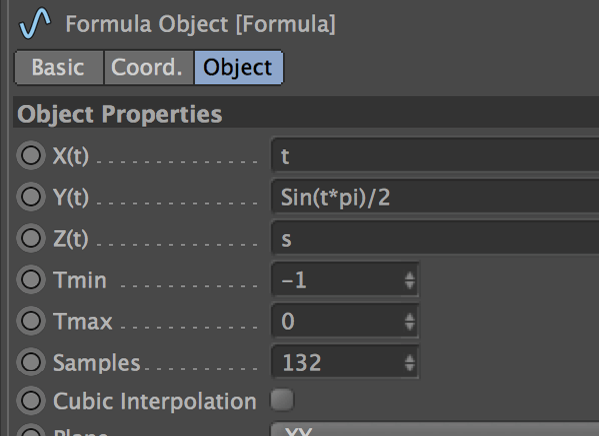 Formula Object [Formula]
Basic Coord. Object
Object Properties
X(t) . . . . . . . . . . . . . . t
Y(t) . . . . . . . . . . . . . . Sin(t*pi)/2
Z(t) . . . . . . . . . . . . . . s
Tmin . . . . . . . . . . . . -1
Tmax . . . . . . . . . . . . 0
Samples . . . . . . . . . . 132
Cubic Interpolation
Plane XY